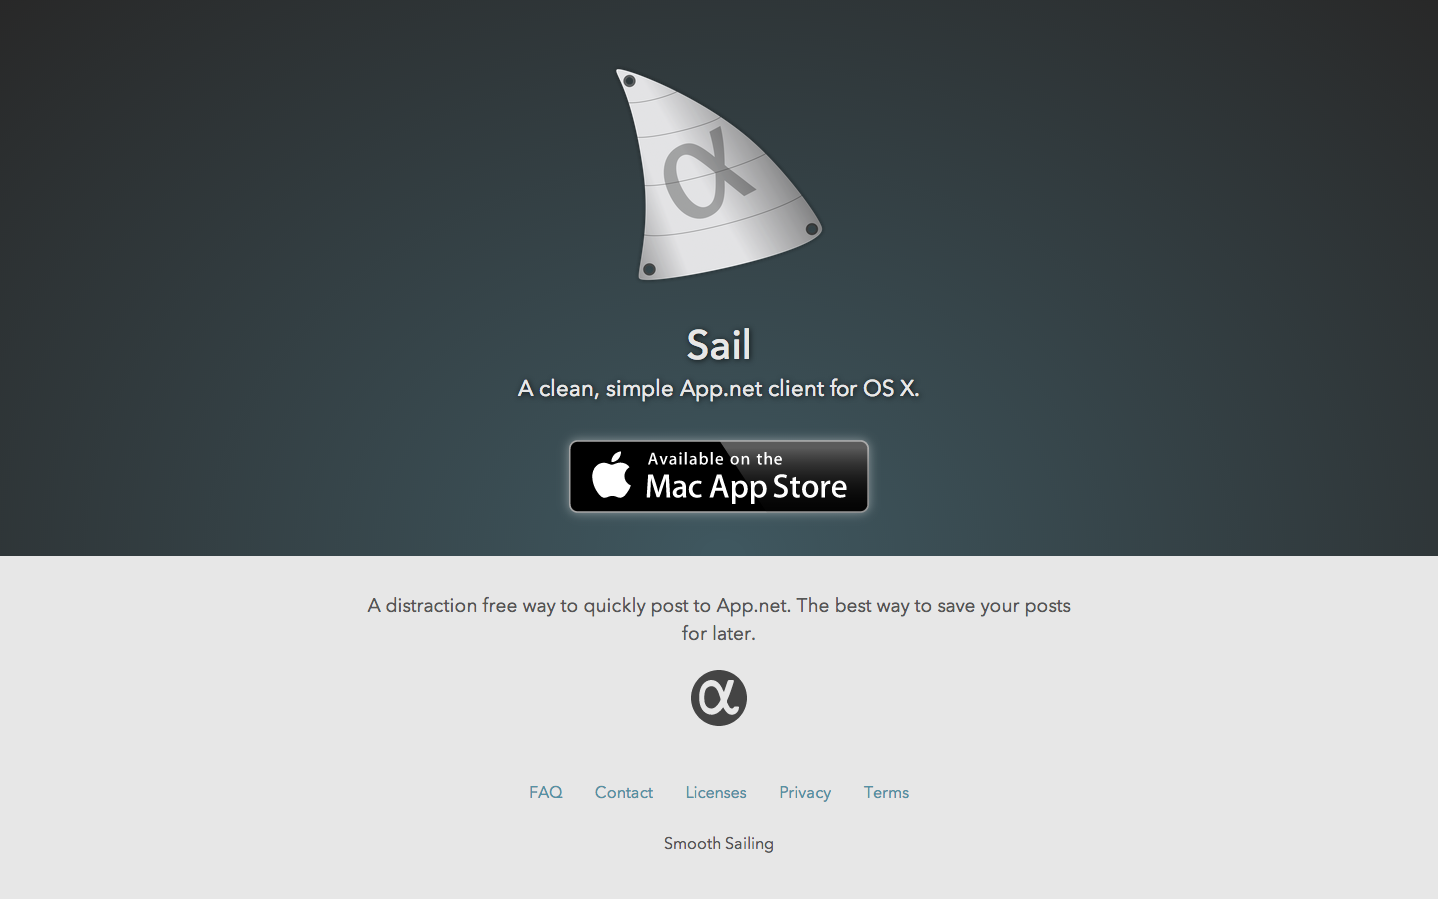 α
Sail
A clean, simple App.net client for OS X.
Available on the
Mac App Store
A distraction free way to quickly post to App.net. The best way to save your posts
for later.
α
FAQ Contact Licenses Privacy Terms
Smooth Sailing